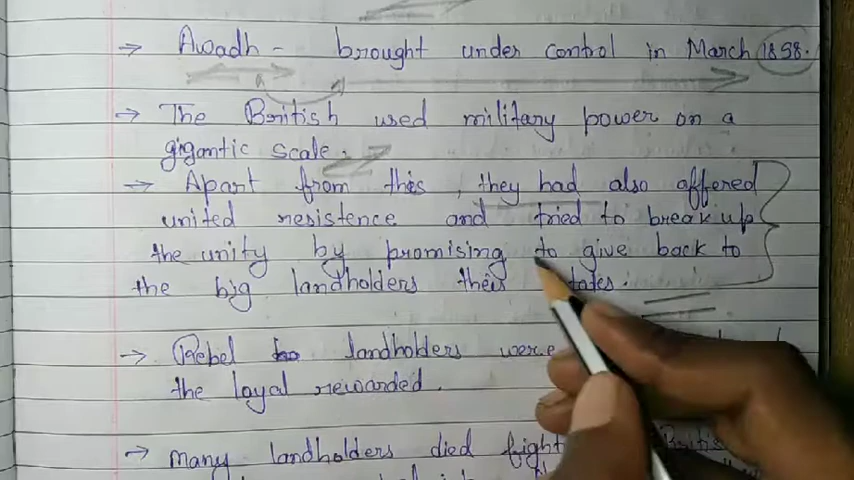 → Awadh - brought under control in March 1858.
→ The British used military power on a
gigantic scale.
→ Apart from this, they had also offered
united resistence and tried to break up
the unity by promising to give back to
the big landholders their
→ Rebel landholders were
the loyal rewarded.
→ Many landholders died